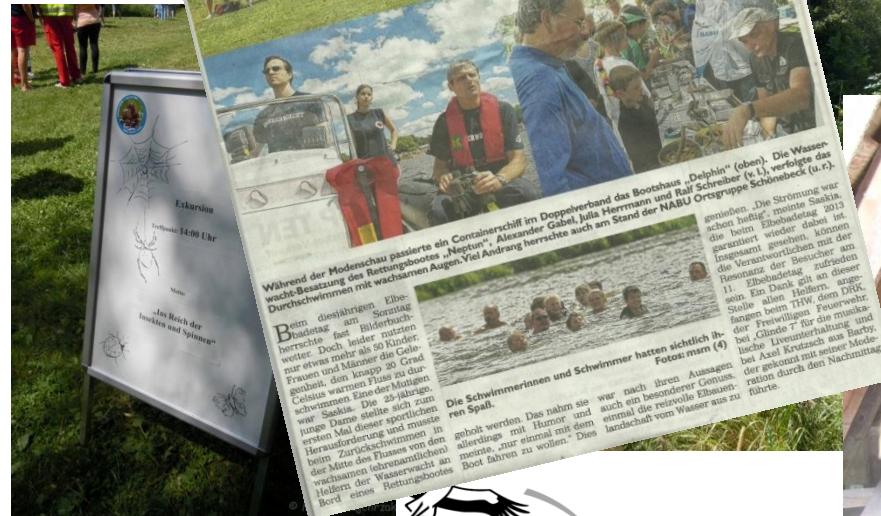 Exkursion
Treffpunkt: 14:00 Uhr
Motto:
„Das Reich der
Insekten und Spinnen"
NABU
Während der Modenschau passierte ein Containerschiff im Doppelverband das Bootshaus „Delphin" (oben). Die Wasser-
wacht-Besatzung des Rettungsbootes „Neptun", Alexander Gabel, Julia Herrmann und Ralf Schreiber (v. l.), verfolgte das
Durchschwimmen mit wachsamen Augen. Viel Andrang herrschte auch am Stand der NABU Ortsgruppe Schönebeck (u. r.).
Beim diesjährigen Elbe-
badetag am Sonntag
herrschte fast Bilderbuch-
wetter. Doch leider nutzten
nur etwas mehr als 50 Kinder,
Frauen und Männer die Gele-
genheit, den knapp 20 Grad
Celsius warmen Fluss zu dur-
schwimmen. Eine der Mutigen
war Saskia. Die 25-jährige,
junge Dame stellte sich zum
ersten Mal dieser sportlichen
Herausforderung und musste
beim Zurückschwimmen in
der Mitte des Flusses von den
wachsamen (ehrenamtlichen)
Helfern der Wasserwacht an
Bord eines Rettungsbootes
Die Schwimmerinnen und Schwimmer hatten sichtlich ih-
ren Spaß. Fotos: msm (4)
geholt werden. Das nahm sie
allerdings mit Humor und
meinte, „nur einmal mit dem
Boot fahren zu wollen." Dies
war nach ihren Aussagen
auch ein besonderer Genuss,
einmal die reizvolle Elbeuen-
landschaft vom Wasser aus zu
genießen. „Die Strömung war
schon heftig", meinte Saskia,
die beim Elbebadetag 2013
garantiert wieder dabei ist.
Insgesamt gesehen, können
die Verantwortlichen mit der
Resonanz der Besucher am
11. Elbebadetag zufrieden
sein. Ein Dank gilt an dieser
Stelle allen Helfern, ange-
fangen beim THW, dem DRK,
der Freiwilligen Feuerwehr,
bei „Glinde 7" für die musika-
lische Liveunterhaltung und
bei Axel Krutzsch aus Barby,
der gekonnt mit seiner Mode-
ration durch den Nachmittag
führte.